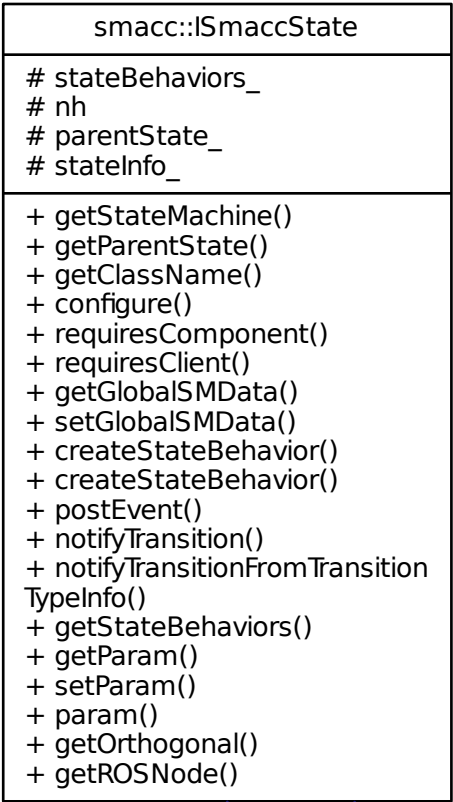 smacc::ISmaccState
# stateBehaviors_
# nh
# parentState_
# stateInfo_
+ getStateMachine()
+ getParentState()
+ getClassName()
+ configure()
+ requiresComponent()
+ requiresClient()
+ getGlobalSMData()
+ setGlobalSMData()
+ createStateBehavior()
+ createStateBehavior()
+ postEvent()
+ notifyTransition()
+ notifyTransitionFromTransition
TypeInfo()
+ getStateBehaviors()
+ getParam()
+ setParam()
+ param()
+ getOrthogonal()
+ getROSNode()